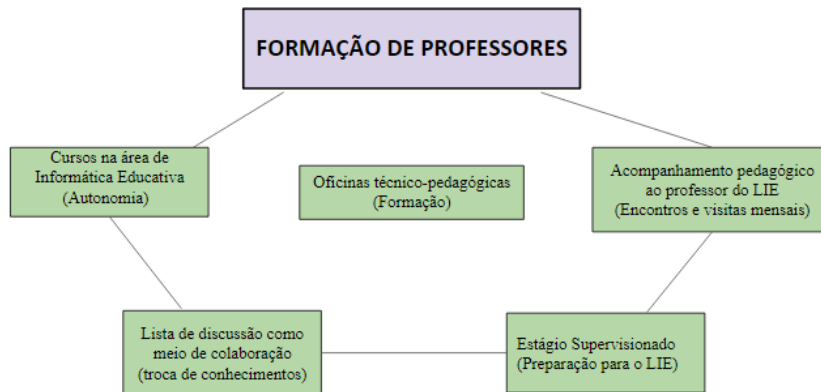 FORMAÇÃO DE PROFESSORES
Cursos na área de
Informática Educativa
(Autonomia)
Oficinas técnico-pedagógicas
(Formação)
Acompanhamento pedagógico
ao professor do LIE
(Encontros e visitas mensais)
Lista de discussão como
meio de colaboração
(troca de conhecimentos)
Estágio Supervisionado
(Preparação para o LIE)